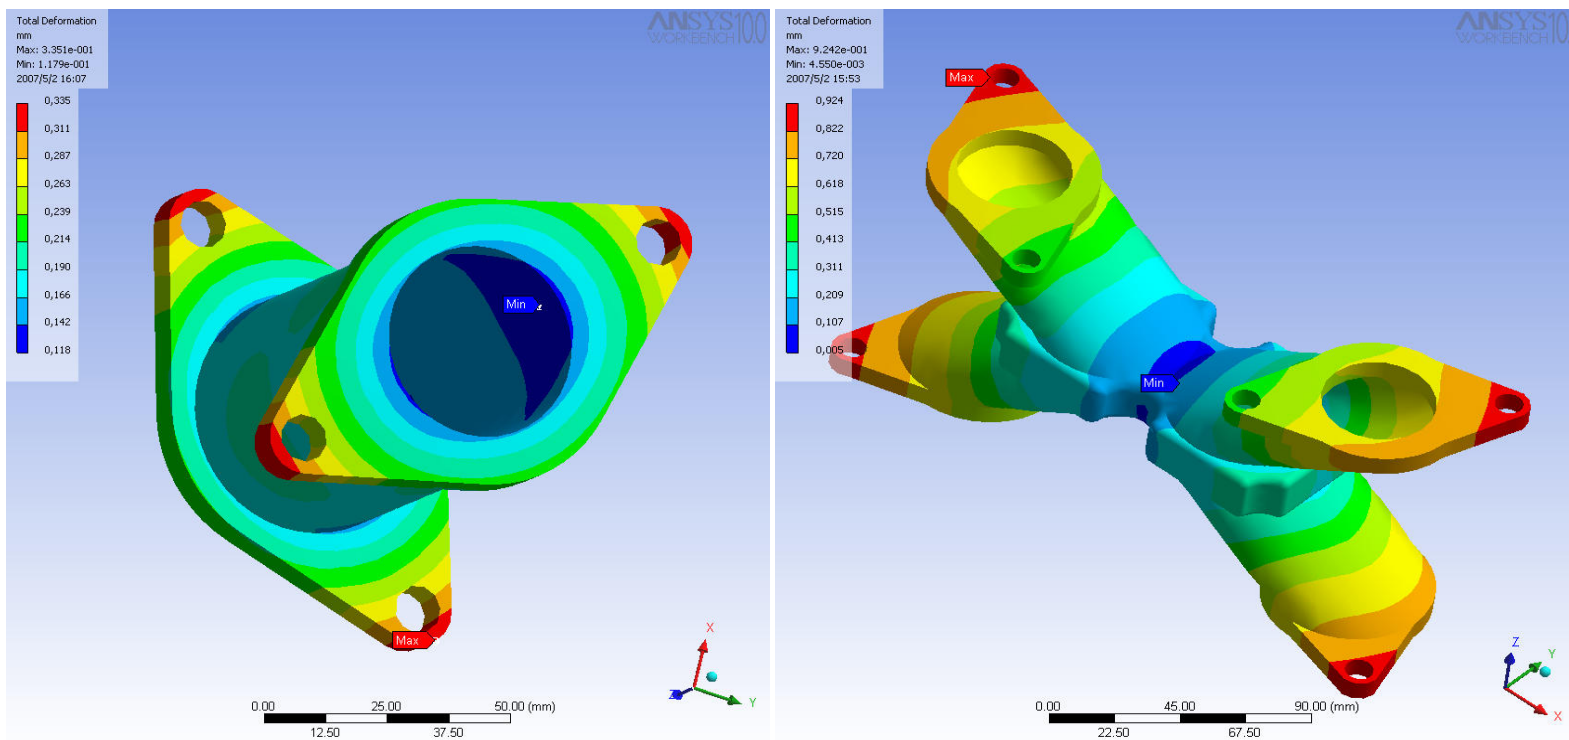 Total Deformation
mm
Max: 3.351e-001
Min: 1.179e-001
2007/5/2 16:07
0,335
0,311
0,287
0,263
0,239
0,214
0,190
0,166
0,142
0,118
ANSYS 10.0
WORKBENCH
Min
Max
X
Y
Z
0.00 25.00 50.00 (mm)
12.50 37.50
Total Deformation
mm
Max: 9.242e-001
Min: 4.550e-003
2007/5/2 15:53
0,924
0,822
0,720
0,618
0,515
0,413
0,311
0,209
0,107
0,005
ANSYS 10
WORKBENCH
Max
Min
Z
Y
X
0.00 45.00 90.00 (mm)
22.50 67.50